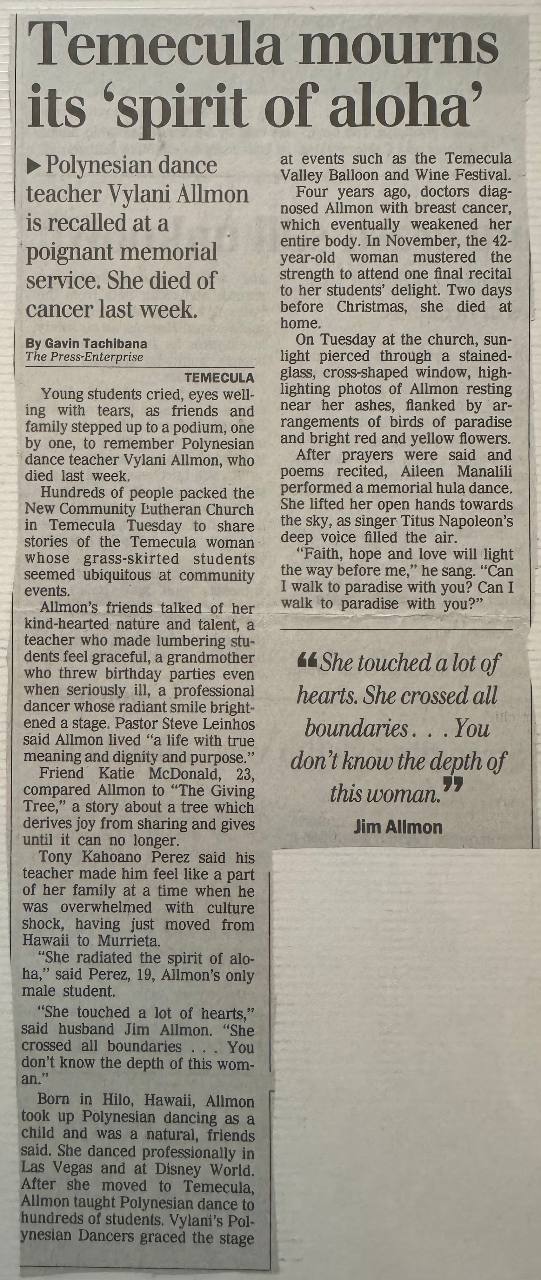 Temecula mourns
its ‘spirit of aloha’
▶ Polynesian dance
teacher Vylani Allmon
is recalled at a
poignant memorial
service. She died of
cancer last week.
By Gavin Tachibana
The Press-Enterprise
TEMECULA
Young students cried, eyes well-
ing with tears, as friends and
family stepped up to a podium, one
by one, to remember Polynesian
dance teacher Vylani Allmon, who
died last week.
Hundreds of people packed the
New Community Lutheran Church
in Temecula Tuesday to share
stories of the Temecula woman
whose grass-skirted students
seemed ubiquitous at community
events.
Allmon’s friends talked of her
kind-hearted nature and talent, a
teacher who made lumbering stu-
dents feel graceful, a grandmother
who threw birthday parties even
when seriously ill, a professional
dancer whose radiant smile bright-
ened a stage. Pastor Steve Leinhos
said Allmon lived “a life with true
meaning and dignity and purpose.”
Friend Katie McDonald, 23,
compared Allmon to “The Giving
Tree,” a story about a tree which
derives joy from sharing and gives
until it can no longer.
Tony Kahoano Perez said his
teacher made him feel like a part
of her family at a time when he
was overwhelmed with culture
shock, having just moved from
Hawaii to Murrieta.
“She radiated the spirit of alo-
ha,” said Perez, 19, Allmon’s only
male student.
“She touched a lot of hearts,”
said husband Jim Allmon. “She
crossed all boundaries . . . You
don’t know the depth of this wom-
an.”
Born in Hilo, Hawaii, Allmon
took up Polynesian dancing as a
child and was a natural, friends
said. She danced professionally in
Las Vegas and at Disney World.
After she moved to Temecula,
Allmon taught Polynesian dance to
hundreds of students. Vylani’s Pol-
ynesian Dancers graced the stage
at events such as the Temecula
Valley Balloon and Wine Festival.
Four years ago, doctors diag-
nosed Allmon with breast cancer,
which eventually weakened her
entire body. In November, the 42-
year-old woman mustered the
strength to attend one final recital
to her students’ delight. Two days
before Christmas, she died at
home.
On Tuesday at the church, sun-
light pierced through a stained-
glass, cross-shaped window, high-
lighting photos of Allmon resting
near her ashes, flanked by ar-
rangements of birds of paradise
and bright red and yellow flowers.
After prayers were said and
poems recited, Aileen Manalili
performed a memorial hula dance.
She lifted her open hands towards
the sky, as singer Titus Napoleon’s
deep voice filled the air.
“Faith, hope and love will light
the way before me,” he sang. “Can
I walk to paradise with you? Can I
walk to paradise with you?”
“She touched a lot of
hearts. She crossed all
boundaries. . . You
don’t know the depth of
this woman.”
Jim Allmon